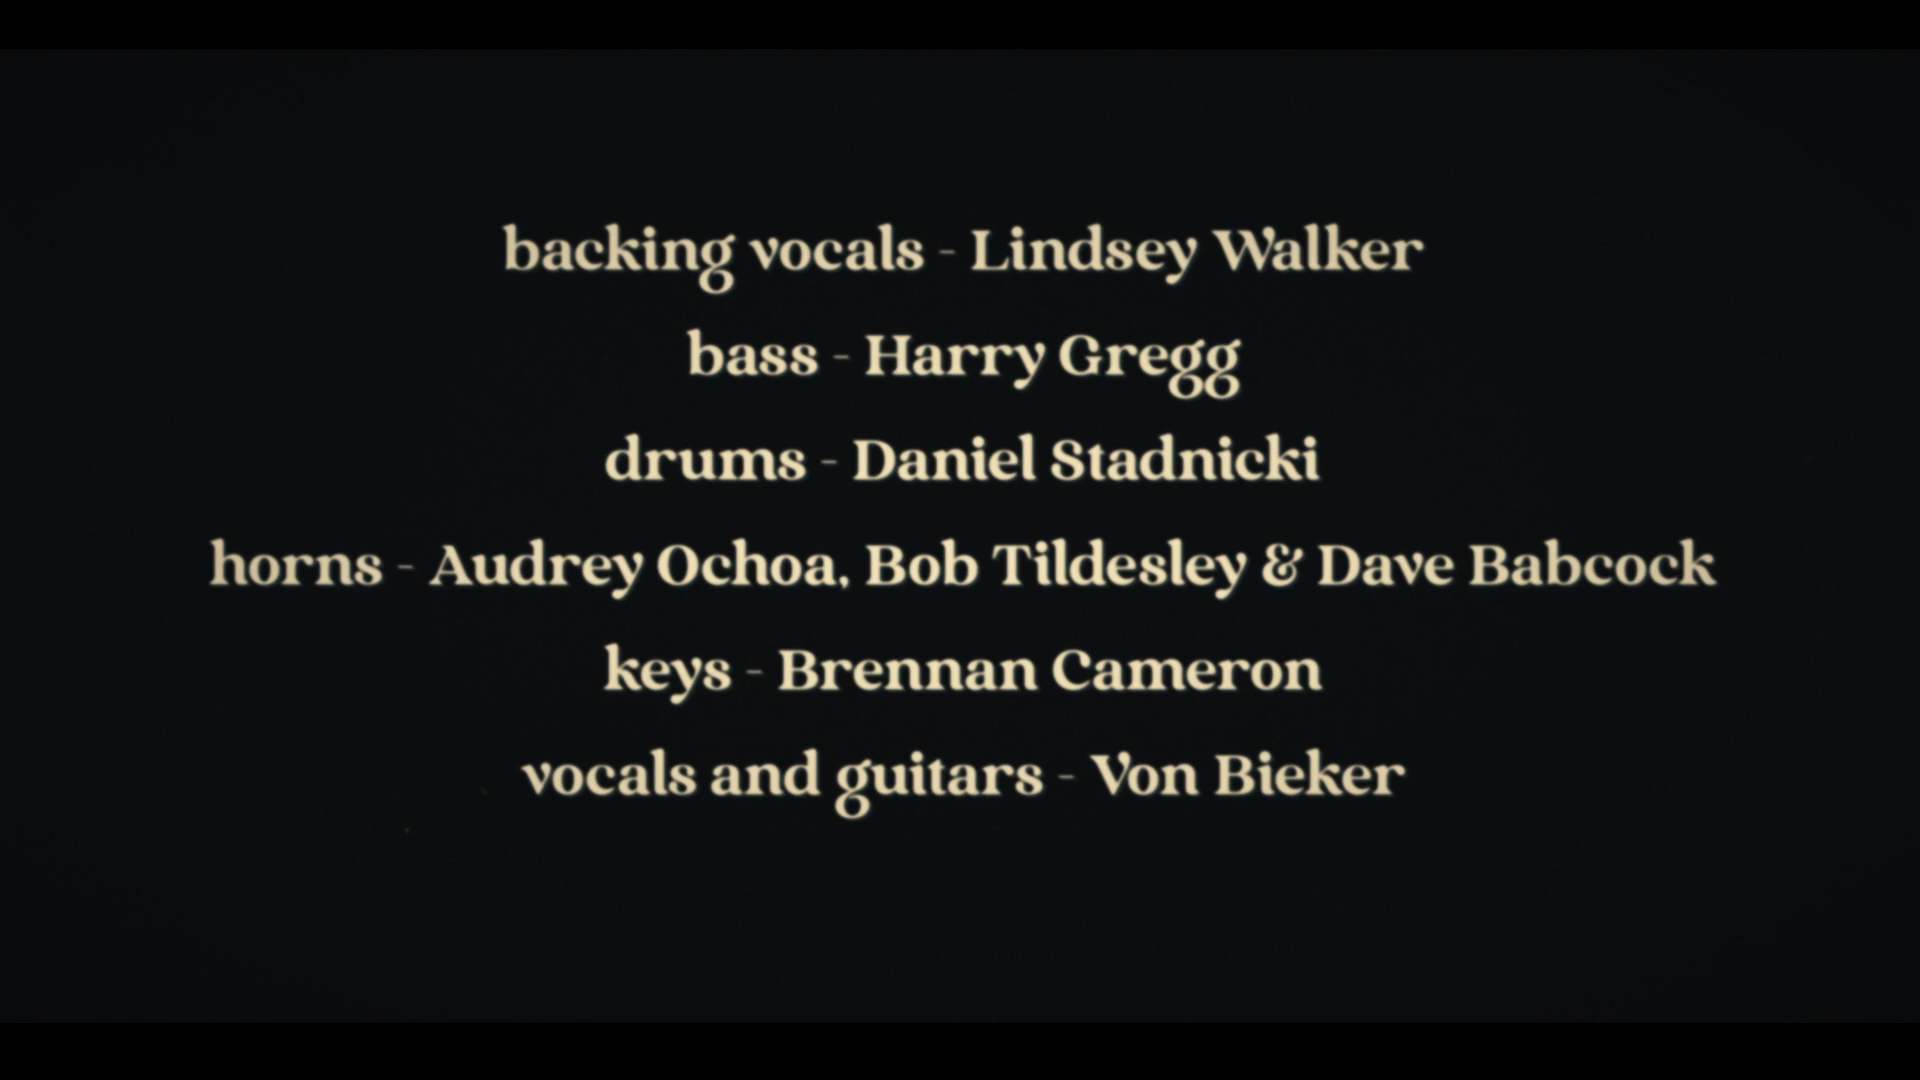 backing vocals - Lindsey Walker
bass - Harry Gregg
drums - Daniel Stadnicki
horns - Audrey Ochoa, Bob Tildesley & Dave Babcock
keys - Brennan Cameron
vocals and guitars - Von Bieker